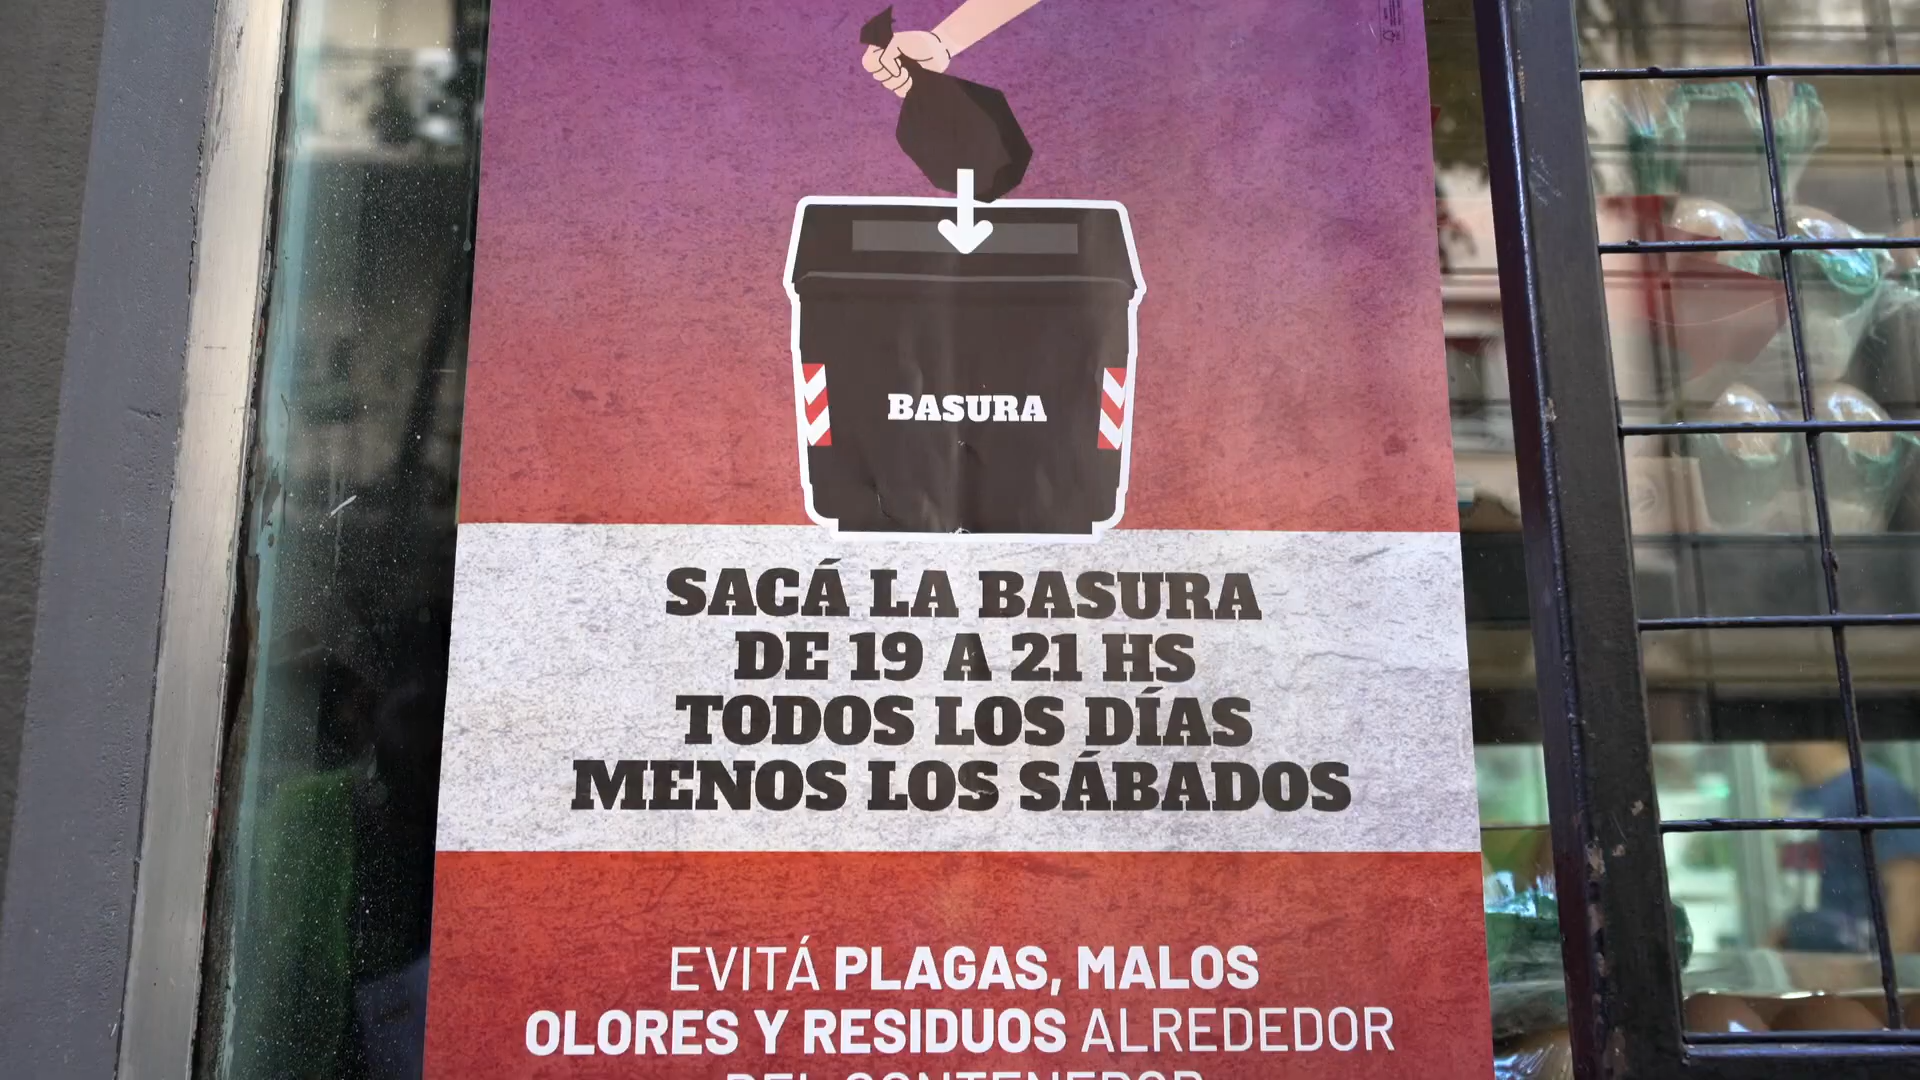 BASURA
SACÁ LA BASURA
DE 19 A 21 HS
TODOS LOS DÍAS
MENOS LOS SÁBADOS
EVITÁ PLAGAS, MALOS
OLORES Y RESIDUOS ALREDEDOR
DEL CONTENEDOR